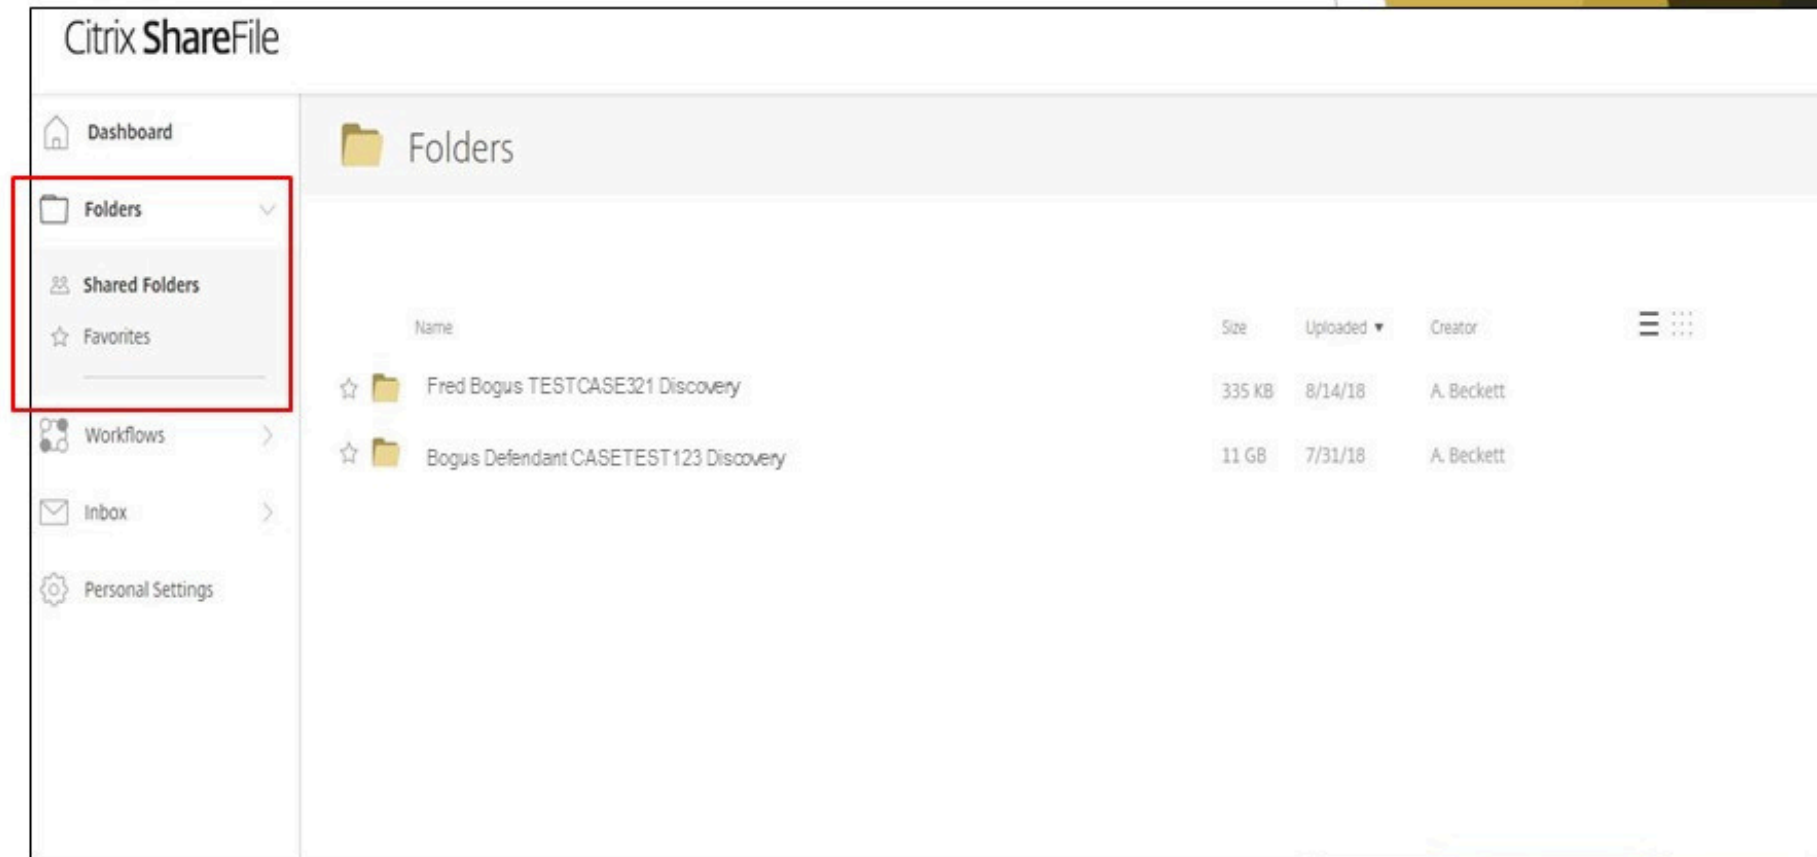 Citrix ShareFile
Dashboard
Folders
Shared Folders
Favorites
Workflows
Inbox
Personal Settings
Folders
Name Size Uploaded ▼ Creator
Fred Bogus TESTCASE321 Discovery 335 KB 8/14/18 A. Beckett
Bogus Defendant CASETEST123 Discovery 11 GB 7/31/18 A. Beckett